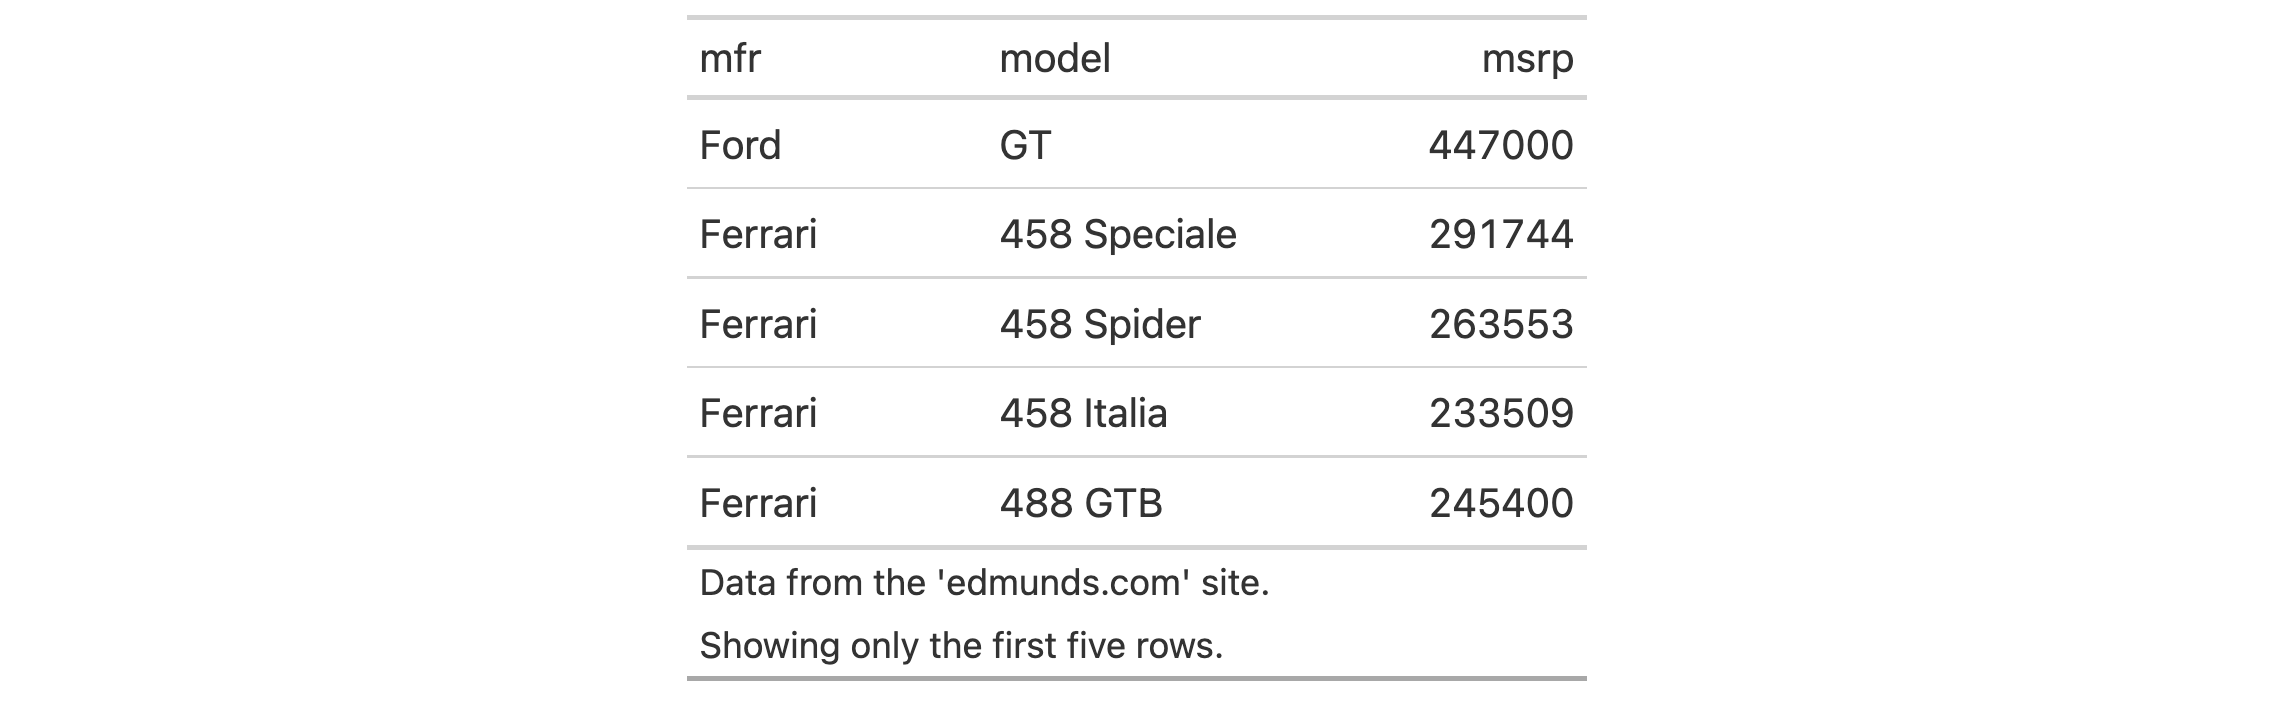 mfr model msrp
Ford GT 447000
Ferrari 458 Speciale 291744
Ferrari 458 Spider 263553
Ferrari 458 Italia 233509
Ferrari 488 GTB 245400
Data from the 'edmunds.com' site.
Showing only the first five rows.